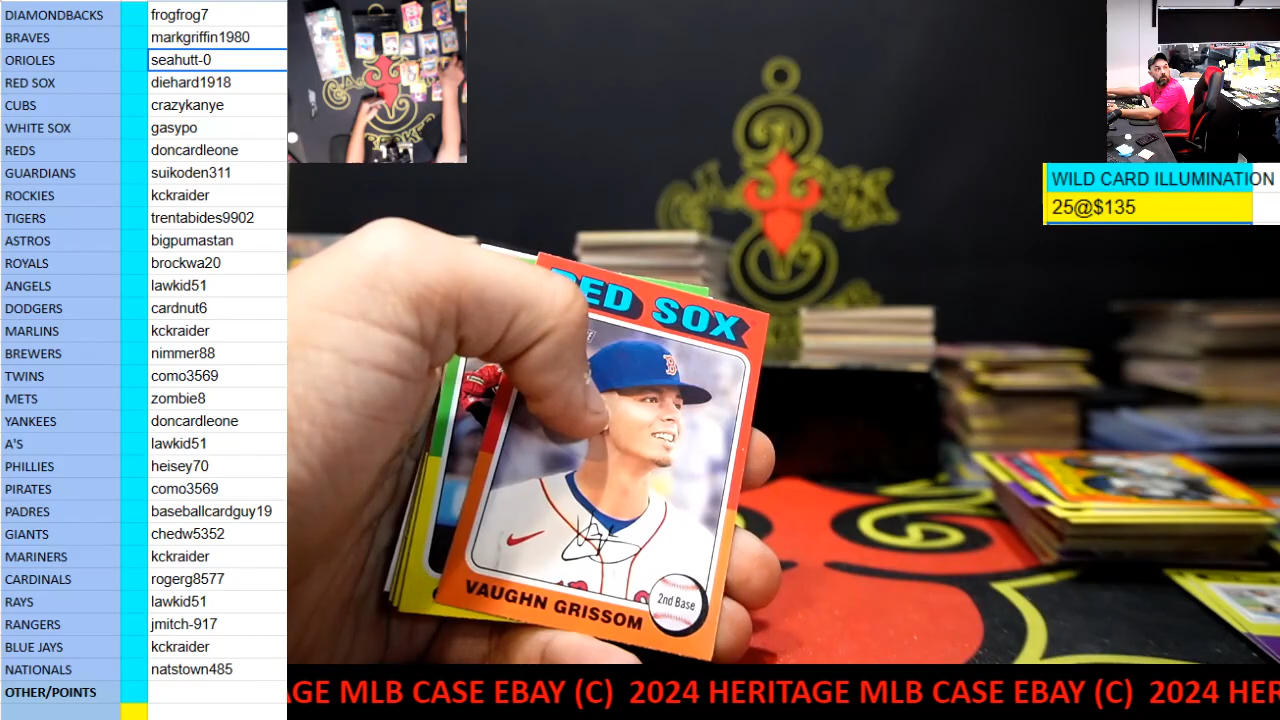 DIAMONDBACKS frogfrog7
BRAVES markgriffin1980
ORIOLES seahutt-0
RED SOX diehard1918
CUBS crazykanye
WHITE SOX gasypo
REDS doncardleone
GUARDIANS suikoden311
ROCKIES kckraider
TIGERS trentabides9902
ASTROS bigpumastan
ROYALS brockwa20
ANGELS lawkid51
DODGERS cardnut6
MARLINS kckraider
BREWERS nimmer88
TWINS como3569
METS zombie8
YANKEES doncardleone
A'S lawkid51
PHILLIES heisey70
PIRATES como3569
PADRES baseballcardguy19
GIANTS chedw5352
MARINERS kckraider
CARDINALS rogerg8577
RAYS lawkid51
RANGERS jmitch-917
BLUE JAYS kckraider
NATIONALS natstown485
OTHER/POINTS
WILD CARD ILLUMINATION
25@$135
RED SOX
B
2nd Base
VAUGHN GRISSOM
AGE MLB CASE EBAY (C) 2024 HERITAGE MLB CASE EBAY (C) 2024 HER